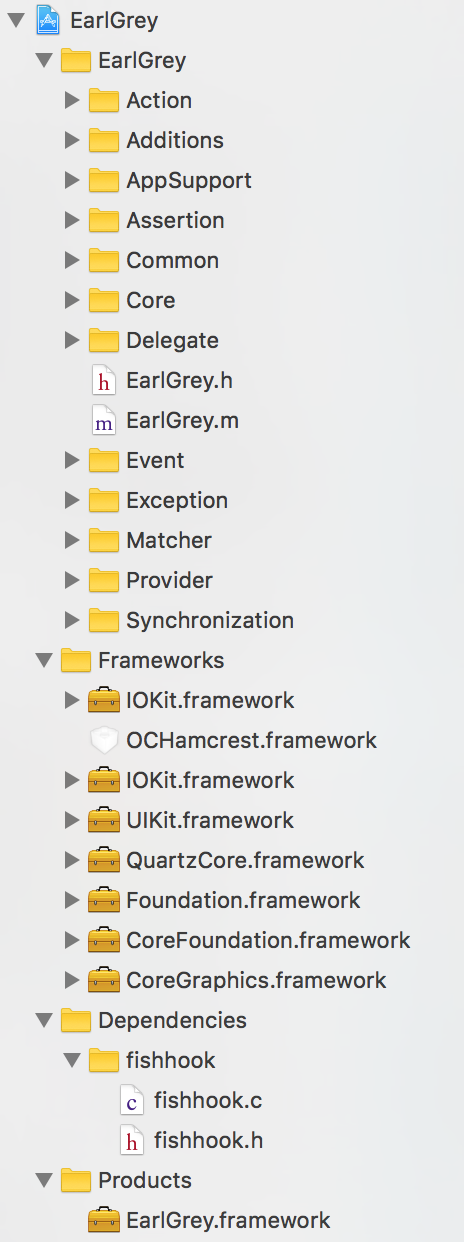 EarlGrey
EarlGrey
Action
Additions
AppSupport
Assertion
Common
Core
Delegate
h EarlGrey.h
m EarlGrey.m
Event
Exception
Matcher
Provider
Synchronization
Frameworks
IOKit.framework
OCHamcrest.framework
IOKit.framework
UIKit.framework
QuartzCore.framework
Foundation.framework
CoreFoundation.framework
CoreGraphics.framework
Dependencies
fishhook
c fishhook.c
h fishhook.h
Products
EarlGrey.framework